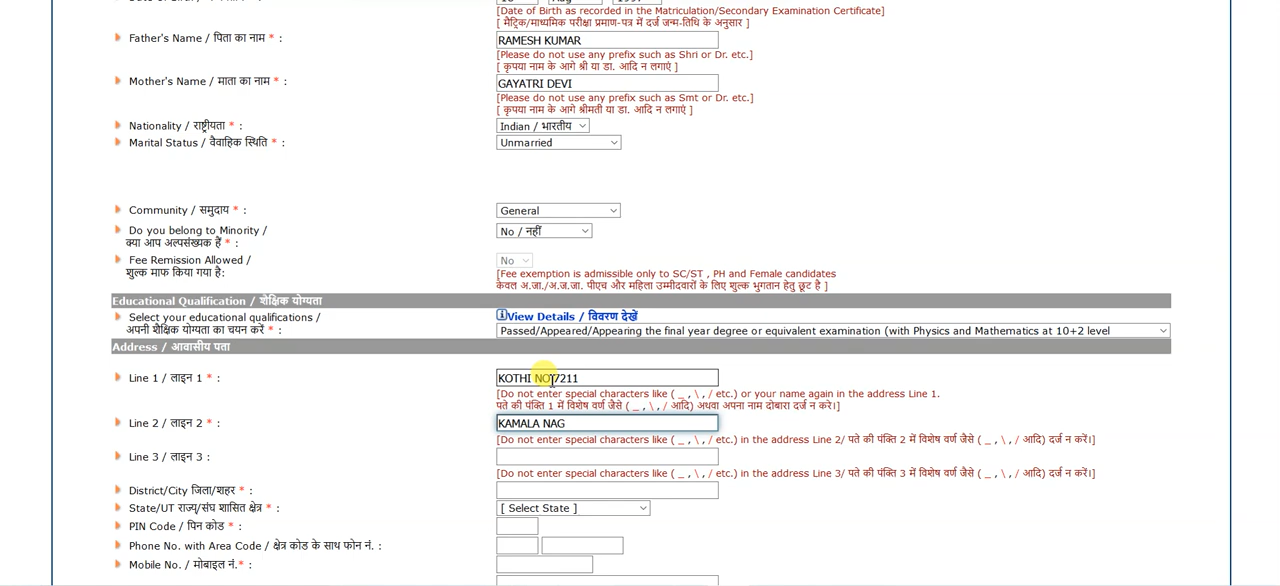 [Date of Birth as recorded in the Matriculation/Secondary Examination Certificate]
[ मैट्रिक/माध्यमिक परीक्षा प्रमाण-पत्र में दर्ज जन्म-तिथि के अनुसार ]
Father's Name / पिता का नाम * : RAMESH KUMAR
[Please do not use any prefix such as Shri or Dr. etc.]
[ कृपया नाम के आगे श्री या डा. आदि न लगाएं ]
Mother's Name / माता का नाम * : GAYATRI DEVI
[Please do not use any prefix such as Smt or Dr. etc.]
[ कृपया नाम के आगे श्रीमती या डा. आदि न लगाएं ]
Nationality / राष्ट्रीयता * : Indian / भारतीय
Marital Status / वैवाहिक स्थिति * : Unmarried
Community / समुदाय * : General
Do you belong to Minority / No / नहीं
क्या आप अल्पसंख्यक हैं * :
Fee Remission Allowed / No
शुल्क माफ किया गया है:
[Fee exemption is admissible only to SC/ST , PH and Female candidates
केवल अ.जा./अ.ज.जा. पीएच और महिला उम्मीदवारों के लिए शुल्क भुगतान हेतु छूट है ]
Educational Qualification / शैक्षिक योग्यता
Select your educational qualifications / View Details / विवरण देखें
अपनी शैक्षिक योग्यता का चयन करें * : Passed/Appeared/Appearing the final year degree or equivalent examination (with Physics and Mathematics at 10+2 level
Address / आवासीय पता
Line 1 / लाइन 1 * : KOTHI NO 7211
[Do not enter special characters like ( _ , \ , / etc.) or your name again in the address Line 1.
पते की पंक्ति 1 में विशेष वर्ण जैसे ( _ , \ , / आदि) अथवा अपना नाम दोबारा दर्ज न करे।]
Line 2 / लाइन 2 * : KAMALA NAG
[Do not enter special characters like ( _ , \ , / etc.) in the address Line 2/ पते की पंक्ति 2 में विशेष वर्ण जैसे ( _ , \ , / आदि) दर्ज न करें।]
Line 3 / लाइन 3 :
[Do not enter special characters like ( _ , \ , / etc.) in the address Line 3/ पते की पंक्ति 3 में विशेष वर्ण जैसे ( _ , \ , / आदि) दर्ज न करें।]
District/City जिला/शहर * :
State/UT राज्य/संघ शासित क्षेत्र * : [ Select State ]
PIN Code / पिन कोड * :
Phone No. with Area Code / क्षेत्र कोड के साथ फोन नं. :
Mobile No. / मोबाइल नं.* :